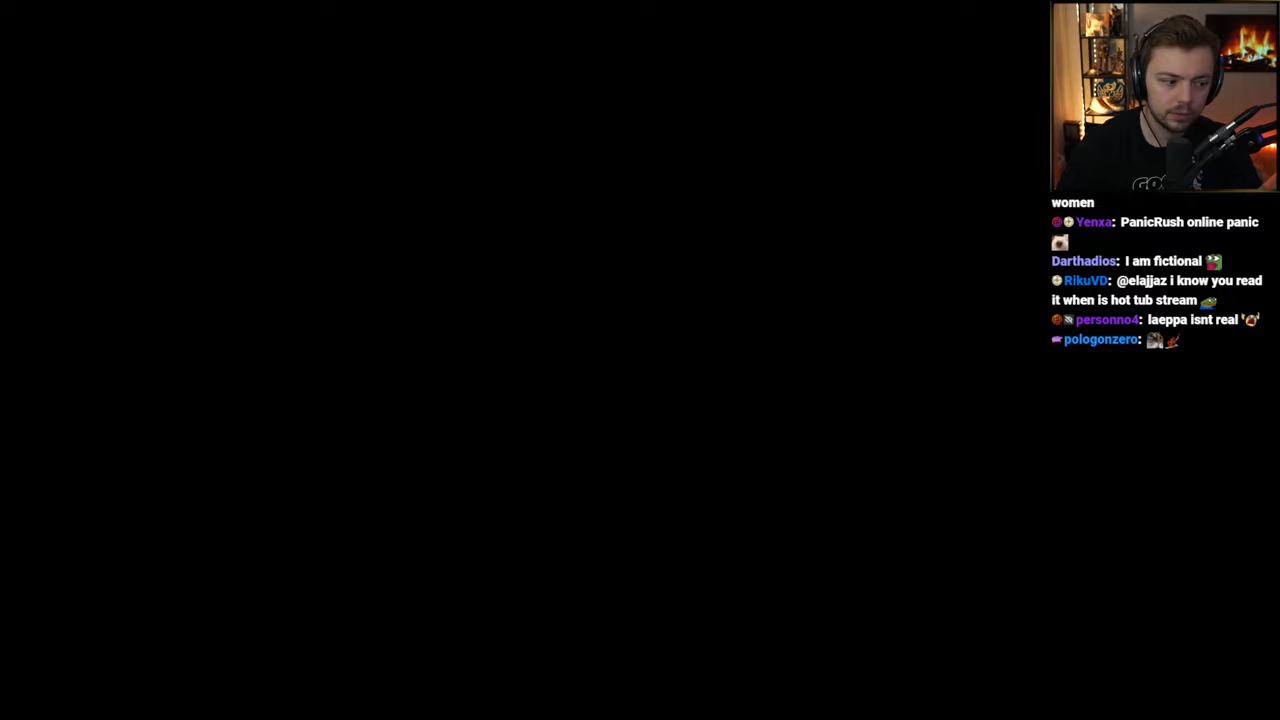 women
Yenxa: PanicRush online panic
Darthadios: I am fictional
RikuVD: @elajjaz i know you read
it when is hot tub stream
personno4: laeppa isnt real
pologonzero: